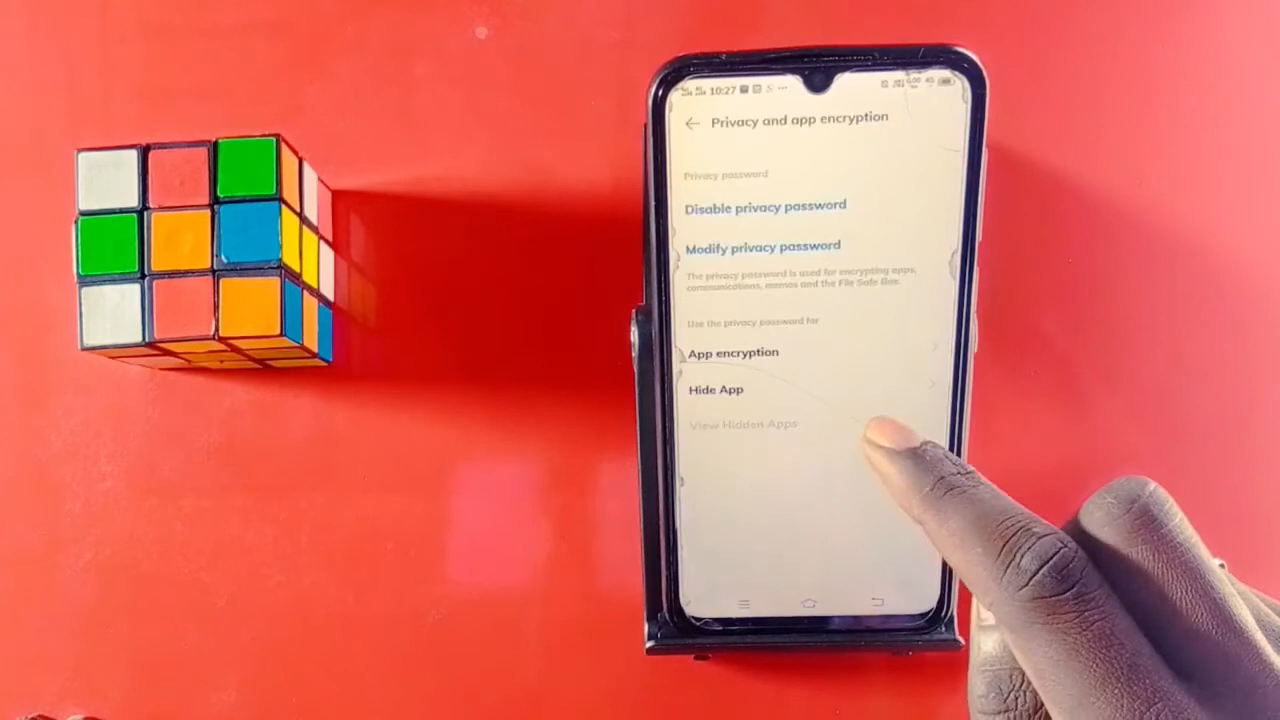 10:27
Privacy and app encryption
Privacy password
Disable privacy password
Modify privacy password
The privacy password is used for encrypting apps,
communications, memos and the File Safe Box.
Use the privacy password for
App encryption
Hide App
View Hidden Apps